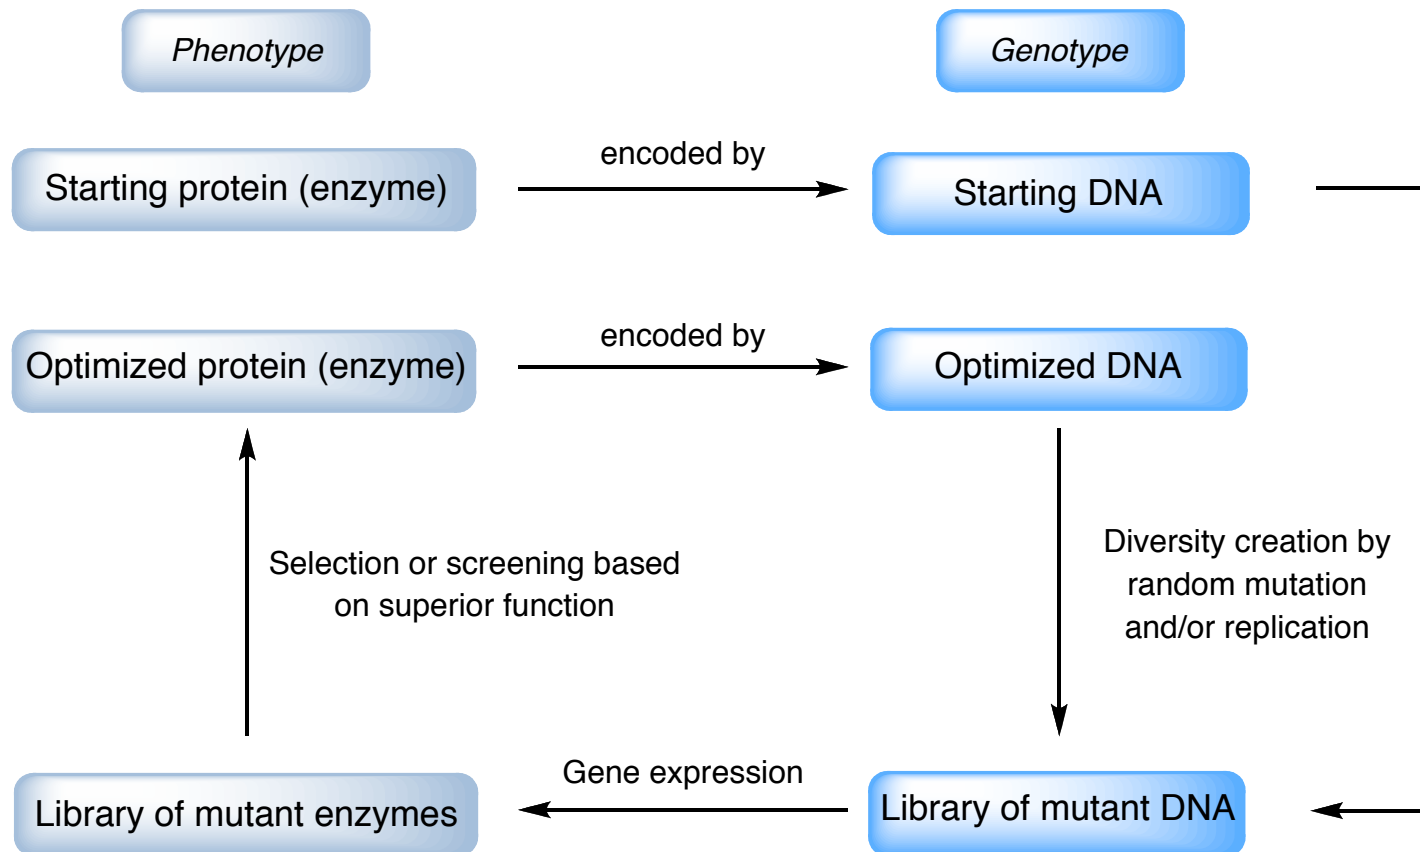 Phenotype
Genotype
Starting protein (enzyme)
encoded by
Starting DNA
Optimized protein (enzyme)
encoded by
Optimized DNA
Selection or screening based
on superior function
Diversity creation by
random mutation
and/or replication
Library of mutant enzymes
Gene expression
Library of mutant DNA